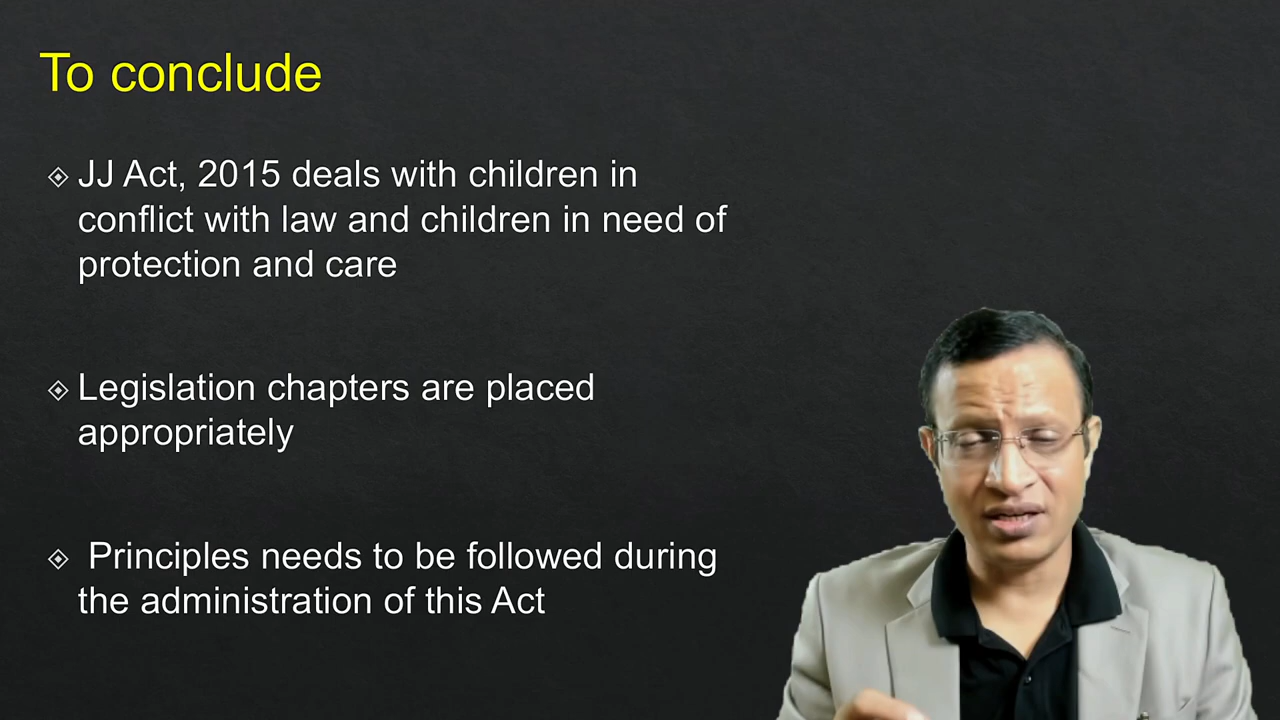 To conclude
JJ Act, 2015 deals with children in
conflict with law and children in need of
protection and care
Legislation chapters are placed
appropriately
Principles needs to be followed during
the administration of this Act